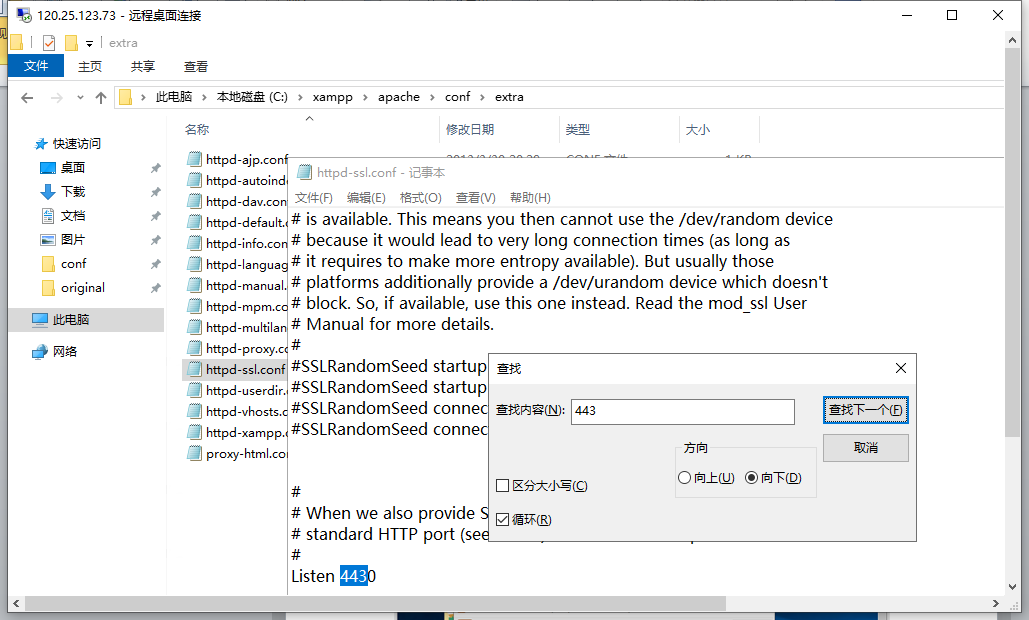 120.25.123.73 - 远程桌面连接
extra
文件 主页 共享 查看
此电脑 本地磁盘 (C:) xampp apache conf extra
快速访问
桌面
下载
文档
图片
conf
original
此电脑
网络
名称 修改日期 类型 大小
httpd-ajp.conf
httpd-autoind
httpd-dav.con
httpd-default.
httpd-info.con
httpd-languag
httpd-manual.
httpd-mpm.co
httpd-multilan
httpd-proxy.co
httpd-ssl.conf
httpd-userdir.
httpd-vhosts.c
httpd-xampp.c
proxy-html.co
httpd-ssl.conf - 记事本
文件(F) 编辑(E) 格式(O) 查看(V) 帮助(H)
# is available. This means you then cannot use the /dev/random device
# because it would lead to very long connection times (as long as
# it requires to make more entropy available). But usually those
# platforms additionally provide a /dev/urandom device which doesn't
# block. So, if available, use this one instead. Read the mod_ssl User
# Manual for more details.
#
#SSLRandomSeed startup
#SSLRandomSeed startup
#SSLRandomSeed connec
#SSLRandomSeed connec
#
# When we also provide S
# standard HTTP port (see
#
Listen 4430
查找
查找内容(N): 443
查找下一个(F)
取消
方向
向上(U) 向下(D)
区分大小写(C)
循环(R)